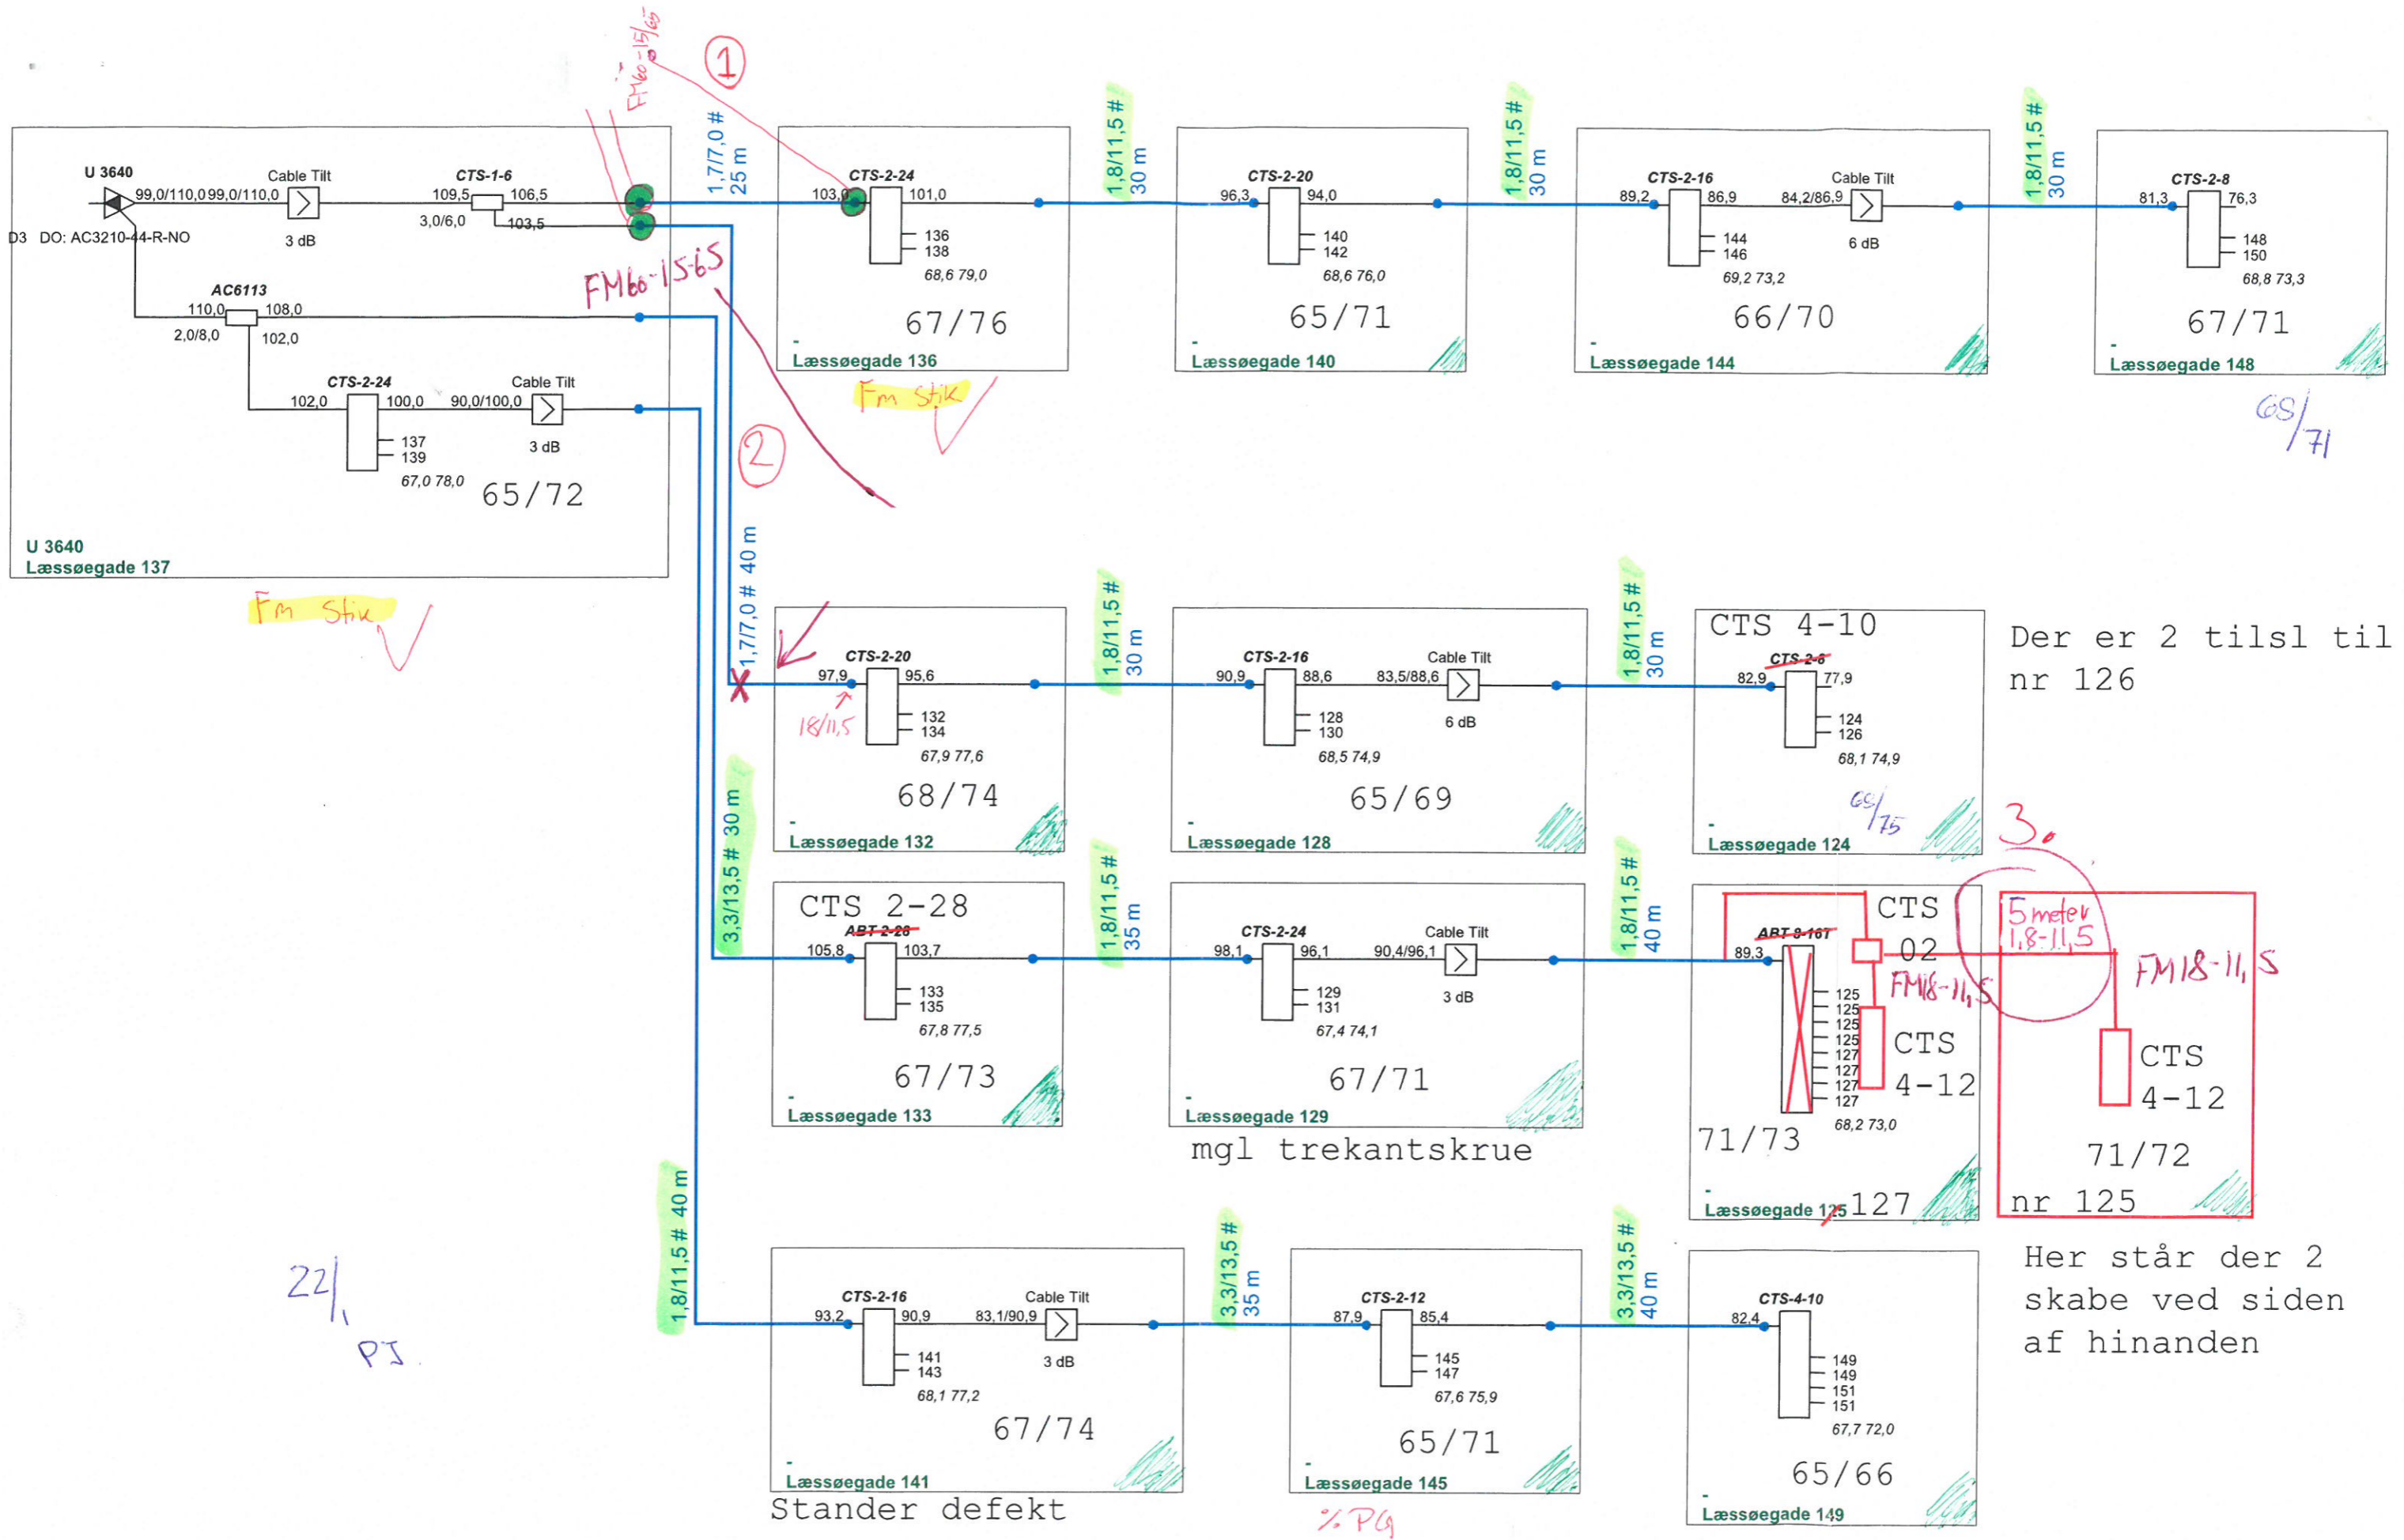 FM60-15/65
1
U 3640
99,0/110,0
99,0/110,0
Cable Tilt
3 dB
CTS-1-6
109,5
106,5
3,0/6,0
103,5
D3 DO: AC3210-44-R-NO
AC6113
110,0
108,0
2,0/8,0
102,0
CTS-2-24
102,0
100,0
90,0/100,0
Cable Tilt
3 dB
137
139
67,0 78,0
65/72
U 3640
Læssøegade 137
Fm Stik
FM60-15-65
1,7/7,0 #
25 m
CTS-2-24
103,0
101,0
136
138
68,6 79,0
67/76
-
Læssøegade 136
Fm Stik
1,8/11,5 #
30 m
CTS-2-20
96,3
94,0
140
142
68,6 76,0
65/71
-
Læssøegade 140
1,8/11,5 #
30 m
CTS-2-16
89,2
86,9
84,2/86,9
Cable Tilt
6 dB
144
146
69,2 73,2
66/70
-
Læssøegade 144
1,8/11,5 #
30 m
CTS-2-8
81,3
76,3
148
150
68,8 73,3
67/71
-
Læssøegade 148
68/71
2
1,7/7,0 # 40 m
X
CTS-2-20
97,9
95,6
18/11,5
132
134
67,9 77,6
68/74
-
Læssøegade 132
1,8/11,5 #
30 m
CTS-2-16
90,9
88,6
83,5/88,6
Cable Tilt
6 dB
128
130
68,5 74,9
65/69
-
Læssøegade 128
1,8/11,5 #
30 m
CTS 4-10
CTS-2-8
82,9
77,9
124
126
68,1 74,9
68/75
-
Læssøegade 124
Der er 2 tilsl til
nr 126
3,3/13,5 # 30 m
CTS 2-28
ABT-2-28
105,8
103,7
133
135
67,8 77,5
67/73
-
Læssøegade 133
1,8/11,5 #
35 m
CTS-2-24
98,1
96,1
90,4/96,1
Cable Tilt
3 dB
129
131
67,4 74,1
67/71
-
Læssøegade 129
mgl trekantskrue
1,8/11,5 #
40 m
ABT-8-16T
89,3
CTS
02
FM18-11,5
125
125
125
125
127
127
127
127
CTS
4-12
68,2 73,0
71/73
-
Læssøegade 125 127
3.
5 meter
1,8-11,5
FM18-11,5
CTS
4-12
71/72
nr 125
Her står der 2
skabe ved siden
af hinanden
1,8/11,5 # 40 m
CTS-2-16
93,2
90,9
83,1/90,9
Cable Tilt
3 dB
141
143
68,1 77,2
67/74
-
Læssøegade 141
Stander defekt
3,3/13,5 #
35 m
CTS-2-12
87,9
85,4
145
147
67,6 75,9
65/71
-
Læssøegade 145
% PG
3,3/13,5 #
40 m
CTS-4-10
82,4
149
149
151
151
67,7 72,0
65/66
-
Læssøegade 149
22/1
PJ.